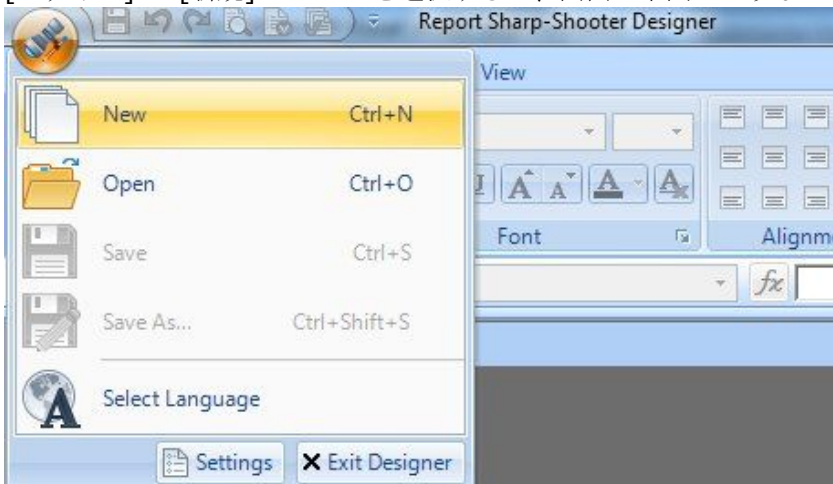 Report Sharp-Shooter Designer
View
New Ctrl+N
Open Ctrl+O
Font
Save Ctrl+S
fx
Save As... Ctrl+Shift+S
Select Language
Settings Exit Designer